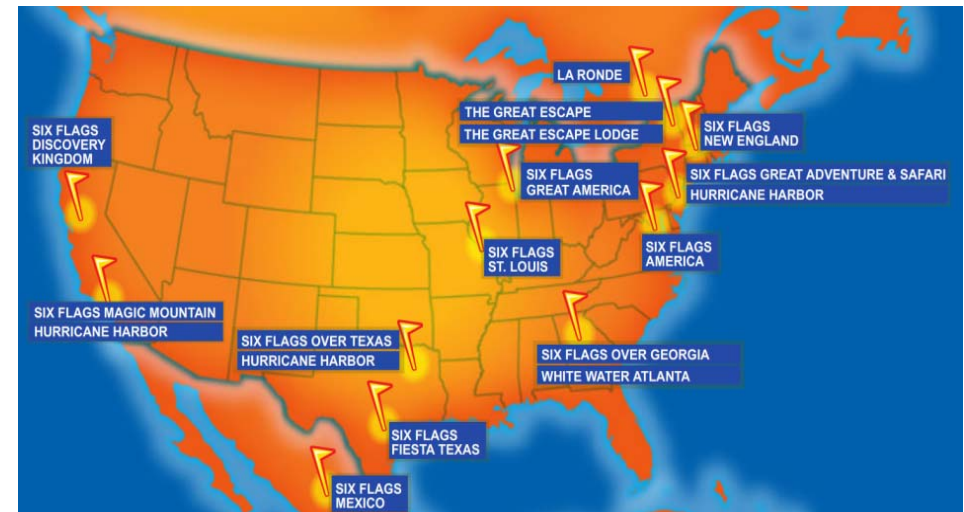 LA RONDE
THE GREAT ESCAPE
THE GREAT ESCAPE LODGE
SIX FLAGS
NEW ENGLAND
SIX FLAGS
DISCOVERY
KINGDOM
SIX FLAGS
GREAT AMERICA
SIX FLAGS GREAT ADVENTURE & SAFARI
HURRICANE HARBOR
SIX FLAGS
ST. LOUIS
SIX FLAGS
AMERICA
SIX FLAGS MAGIC MOUNTAIN
HURRICANE HARBOR
SIX FLAGS OVER TEXAS
HURRICANE HARBOR
SIX FLAGS OVER GEORGIA
WHITE WATER ATLANTA
SIX FLAGS
FIESTA TEXAS
SIX FLAGS
MEXICO